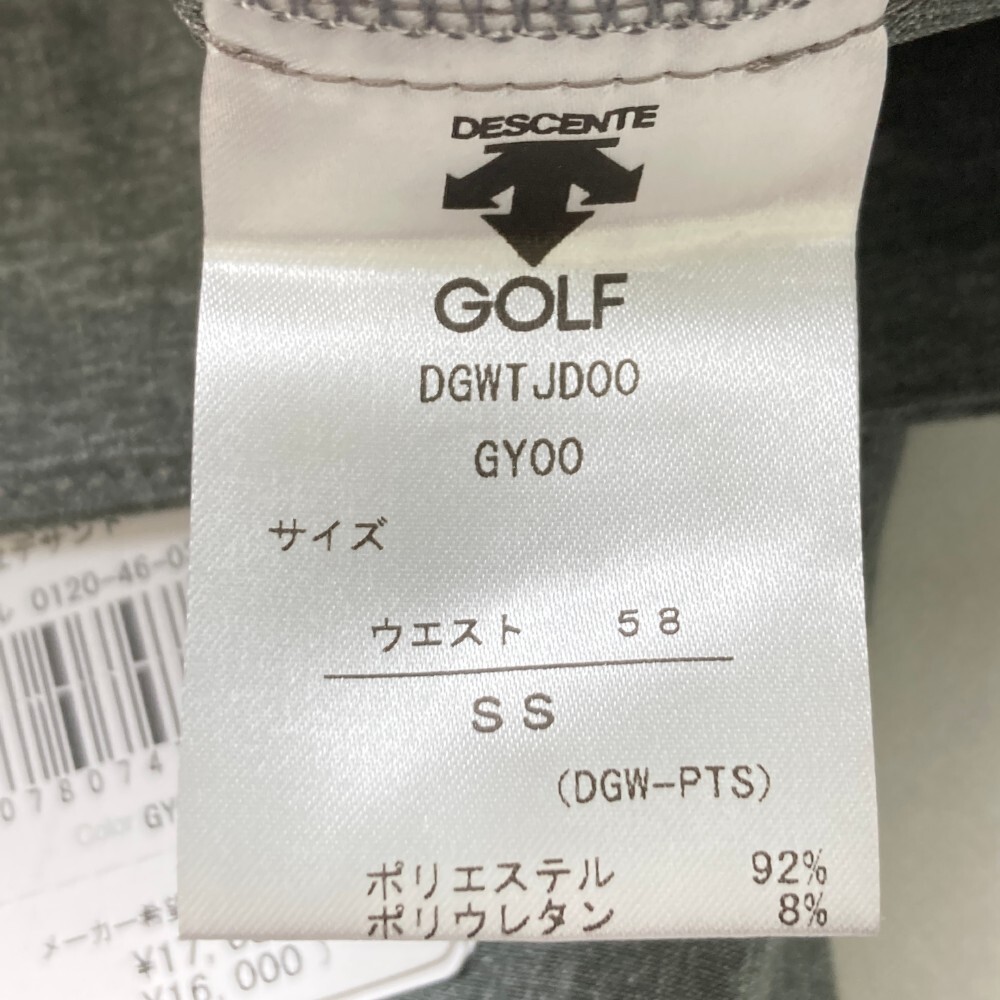 DESCENTE
GOLF
DGWTJD00
GY00
サイズ
ウエスト 58
SS
(DGW-PTS)
ポリエステル 92%
ポリウレタン 8%
0120-46-0
078074
Color GY
メーカー希望
¥17,
¥16,000